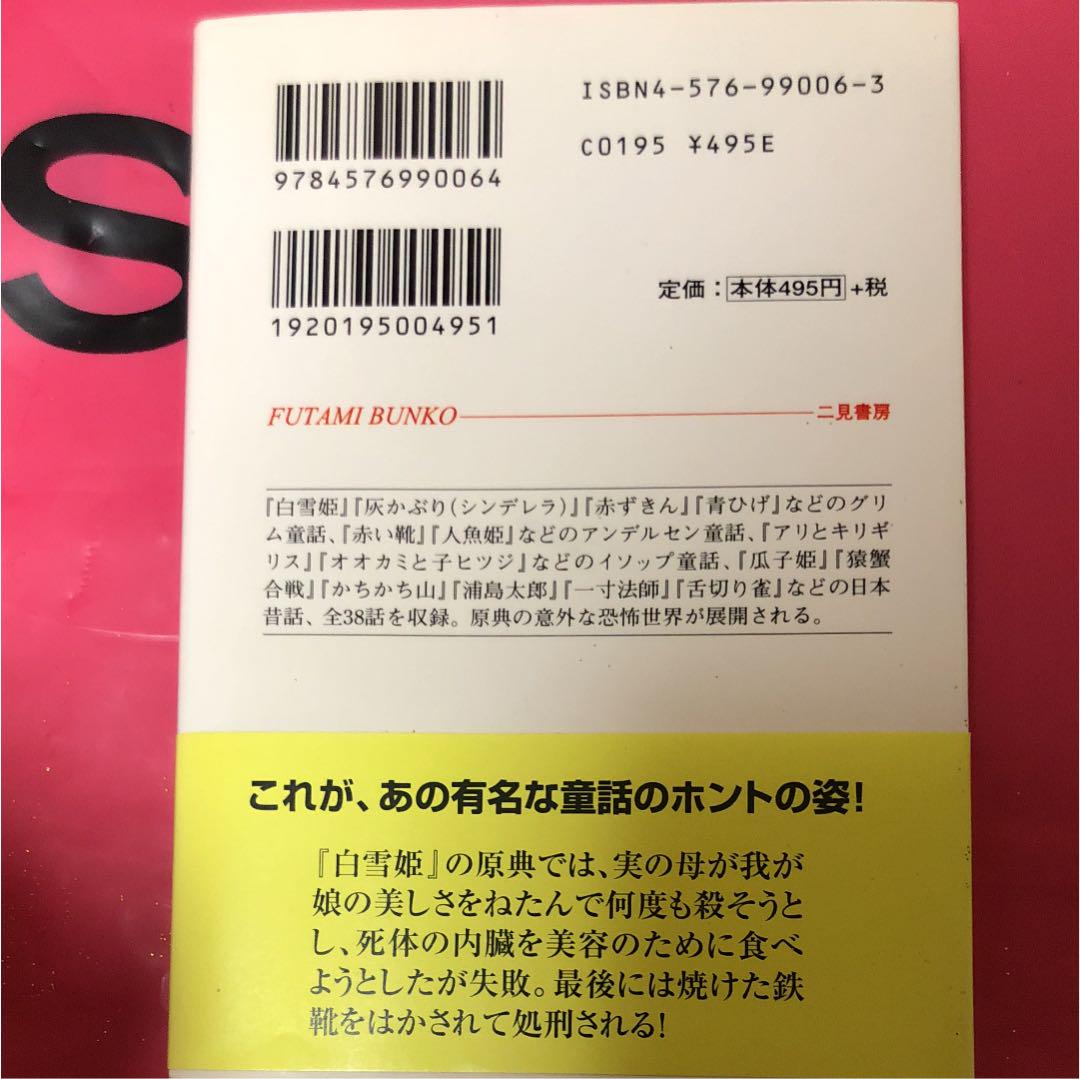 S
ISBN4-576-99006-3
C0195 ¥495E
9784576990064
1920195004951
定価：本体495円+税
FUTAMI BUNKO
二見書房
『白雪姫』『灰かぶり(シンデレラ)』『赤ずきん』『青ひげ』などのグリ
ム童話、『赤い靴』『人魚姫』などのアンデルセン童話、『アリとキリギ
リス』『オオカミと子ヒツジ』などのイソップ童話、『瓜子姫』『猿蟹
合戦』『かちかち山』『浦島太郎』『一寸法師』『舌切り雀』などの日本
昔話、全38話を収録。原典の意外な恐怖世界が展開される。
これが、あの有名な童話のホントの姿!
『白雪姫』の原典では、実の母が我が
娘の美しさをねたんで何度も殺そうと
し、死体の内臓を美容のために食べ
ようとしたが失敗。最後には焼けた鉄
靴をはかされて処刑される!